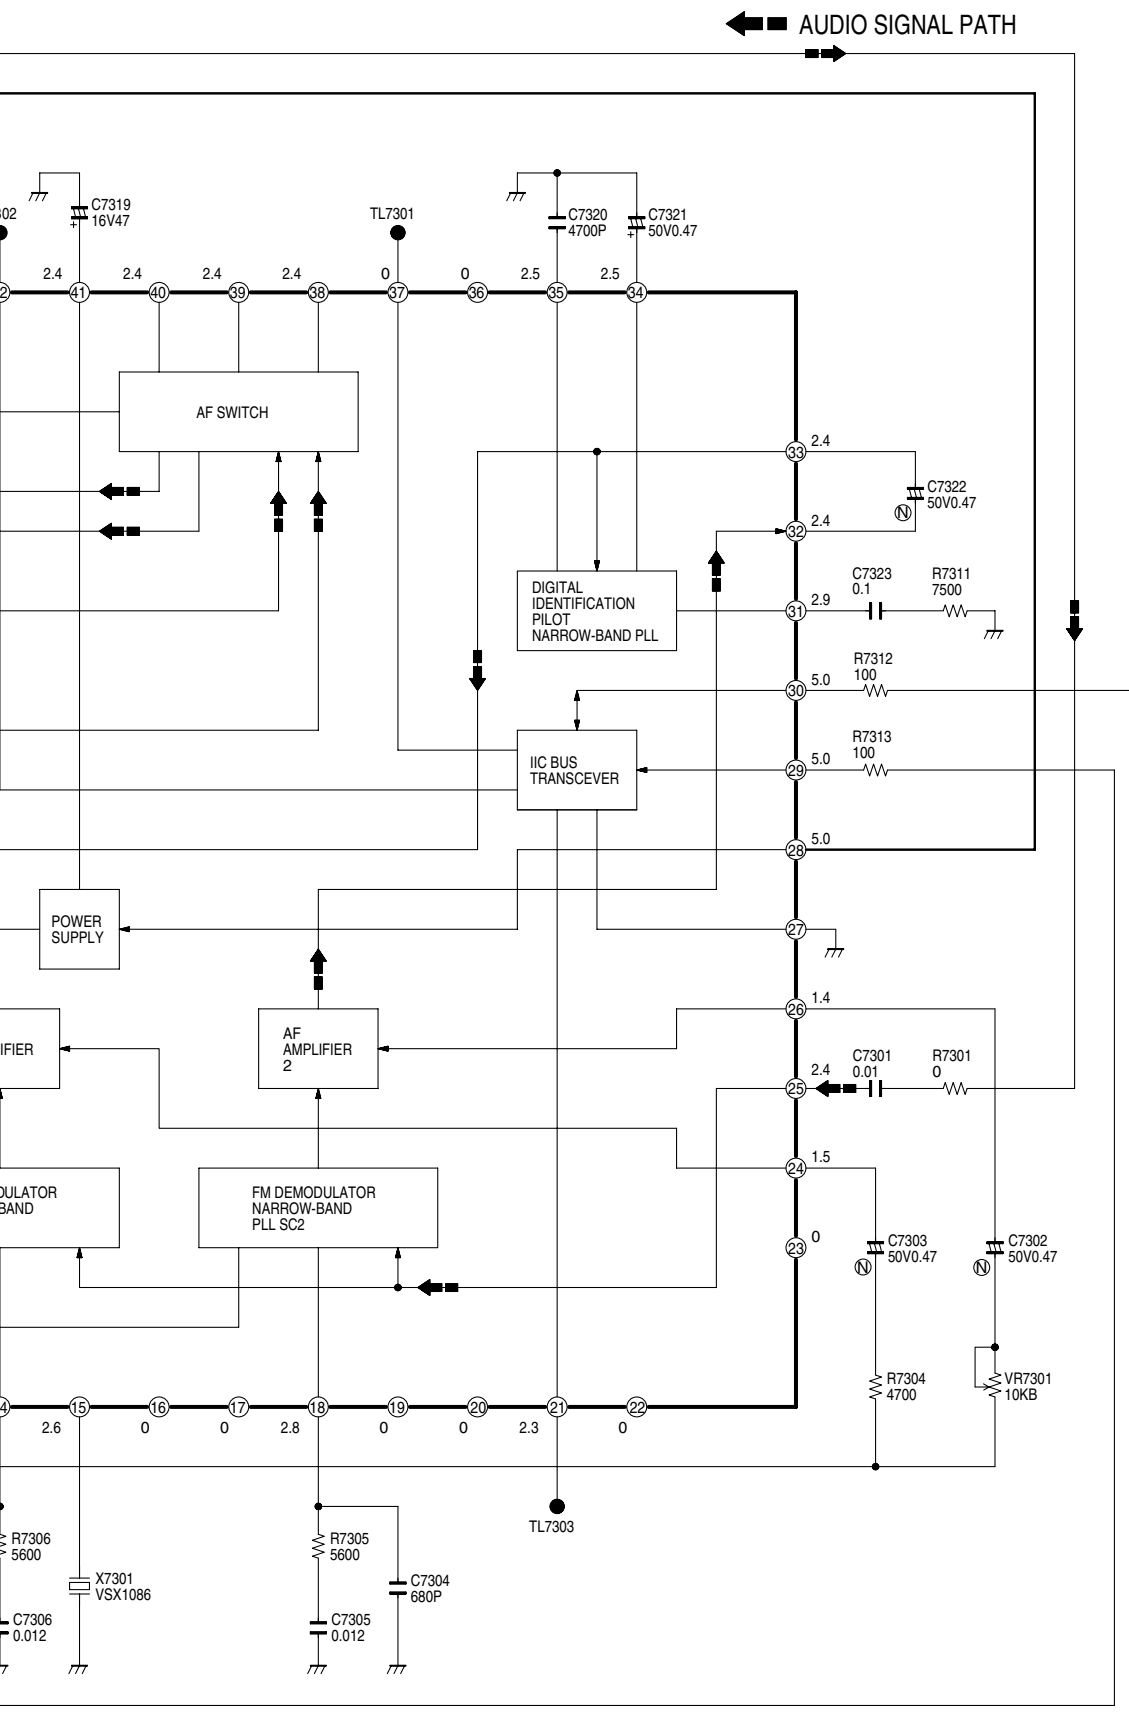 AUDIO SIGNAL PATH
C7319
16V47
302
TL7301
C7320
4700P
C7321
50V0.47
2.4
2.4
2.4
2.4
0
0
2.5
2.5
2
41
40
39
38
37
36
35
34
AF SWITCH
33
2.4
C7322
50V0.47
N
32
2.4
DIGITAL
IDENTIFICATION
PILOT
NARROW-BAND PLL
31
2.9
C7323
0.1
R7311
7500
30
5.0
R7312
100
IIC BUS
TRANSCEVER
29
5.0
R7313
100
28
5.0
POWER
SUPPLY
27
26
1.4
IFIER
AF
AMPLIFIER
2
25
2.4
C7301
0.01
R7301
0
24
1.5
DULATOR
BAND
FM DEMODULATOR
NARROW-BAND
PLL SC2
23
0
C7303
50V0.47
N
C7302
50V0.47
N
R7304
4700
VR7301
10KB
4
15
16
17
18
19
20
21
22
2.6
0
0
2.8
0
0
2.3
0
TL7303
R7306
5600
X7301
VSX1086
R7305
5600
C7304
680P
C7306
0.012
C7305
0.012